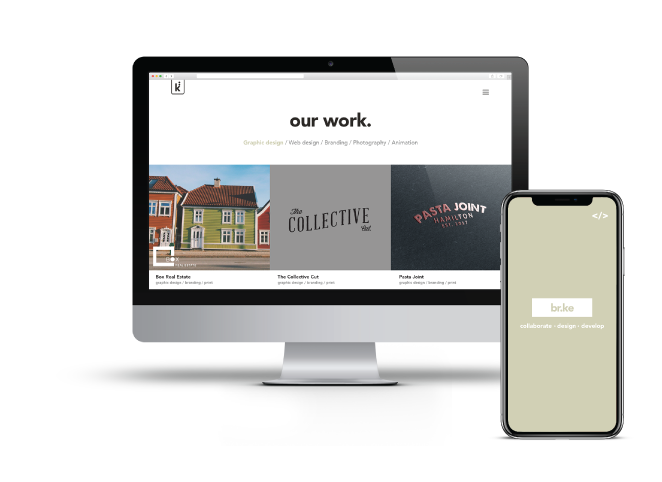 ki
our work.
Graphic design / Web design / Branding / Photography / Animation
The
COLLECTIVE
Cut
PASTA JOINT
HAMILTON
EST. 1987
Box Real Estate
graphic design / branding / print
The Collective Cut
graphic design / branding / print
Pasta Joint
graphic design / branding / print
</>
br.ke
collaborate - design - develop